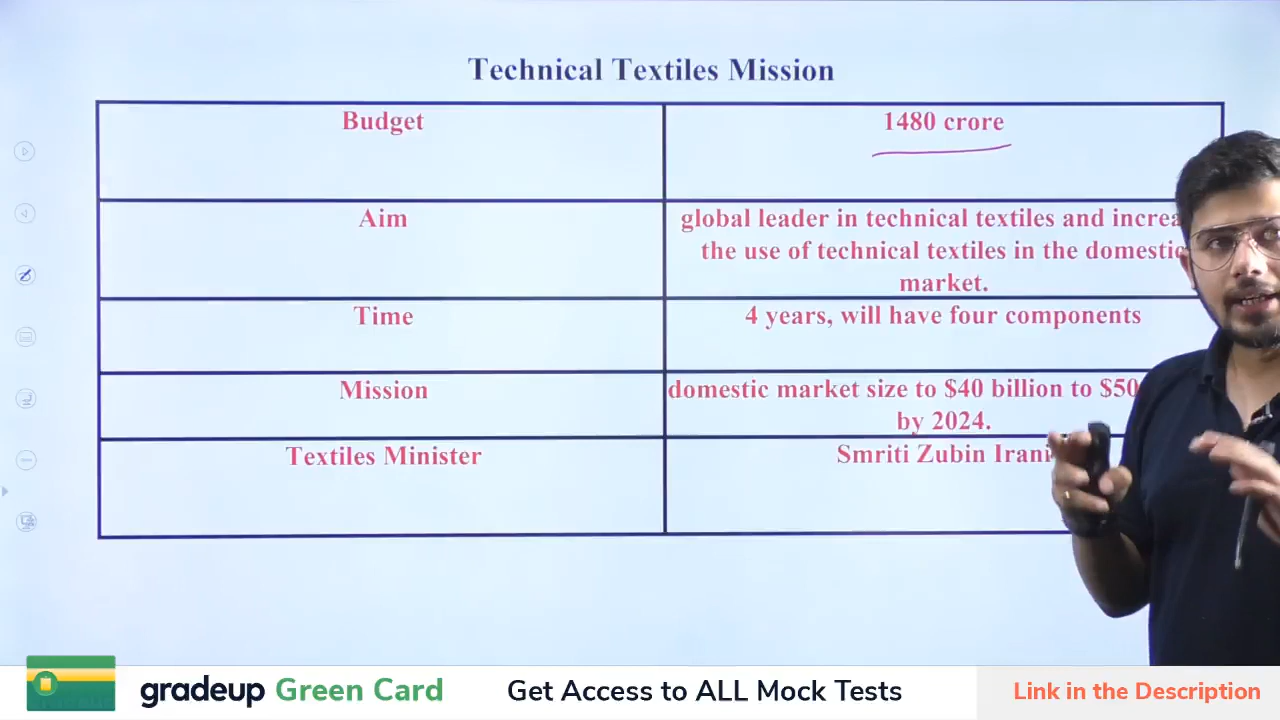 Technical Textiles Mission
Budget
1480 crore
Aim
global leader in technical textiles and
the use of technical textiles in the domestic
market.
Time
4 years, will have four components
Mission
domestic market size to $40 billion to $50
by 2024.
Textiles Minister
Smriti Zubin Irani
gradeup Green Card
Get Access to ALL Mock Tests
Link in the Description